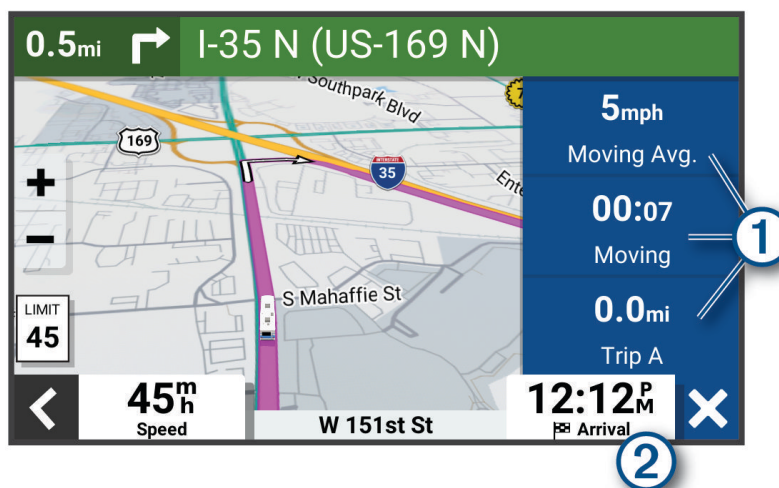 0.5mi I-35 N (US-169 N)
Southpark Blvd
169
INTERSTATE
35
5mph
Moving Avg.
00:07
Moving
1
0.0mi
Trip A
+
−
LIMIT
45
S Mahaffie St
45mh
Speed
W 151st St
12:12PM
Arrival
2